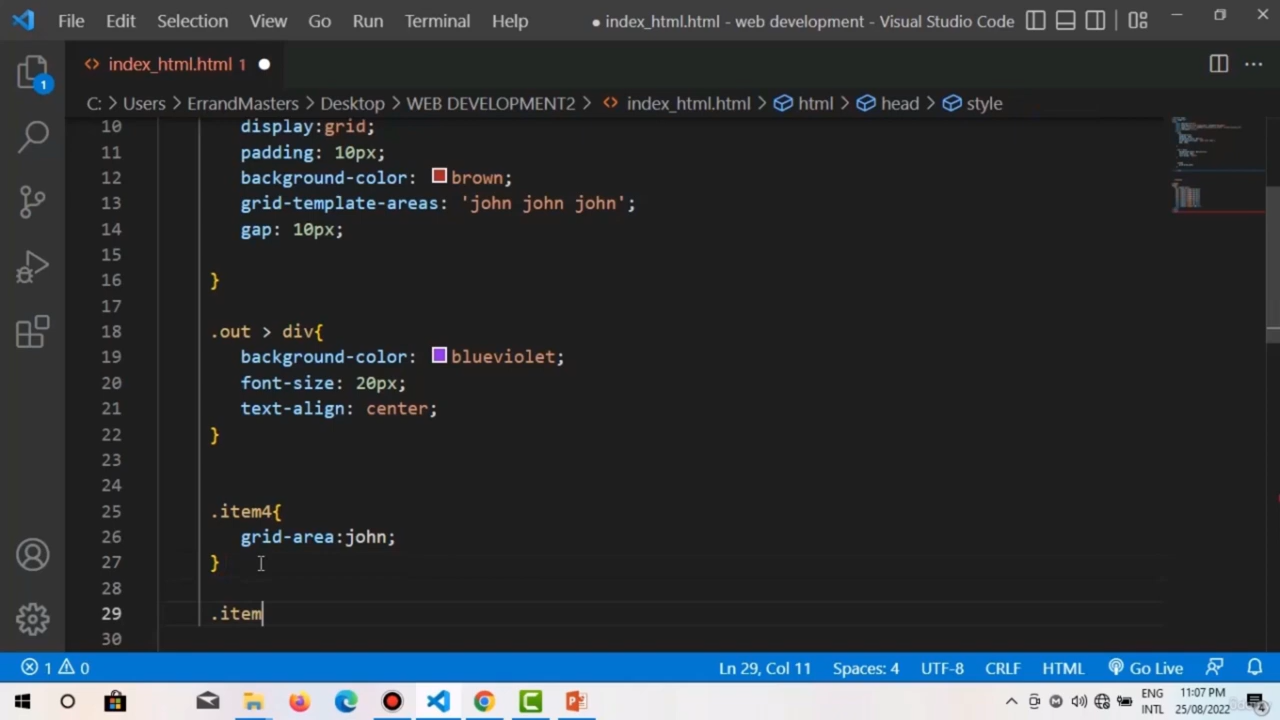 File Edit Selection View Go Run Terminal Help ● index_html.html - web development - Visual Studio Code
index_html.html 1
C: > Users > ErrandMasters > Desktop > WEB DEVELOPMENT2 > index_html.html > html > head > style
10 display:grid;
11 padding: 10px;
12 background-color: brown;
13 grid-template-areas: 'john john john';
14 gap: 10px;
15
16 }
17
18 .out > div{
19 background-color: blueviolet;
20 font-size: 20px;
21 text-align: center;
22 }
23
24
25 .item4{
26 grid-area:john;
27 }
28
29 .item
30
1 0 Ln 29, Col 11 Spaces: 4 UTF-8 CRLF HTML Go Live
ENG 11:07 PM
INTL 25/08/2022